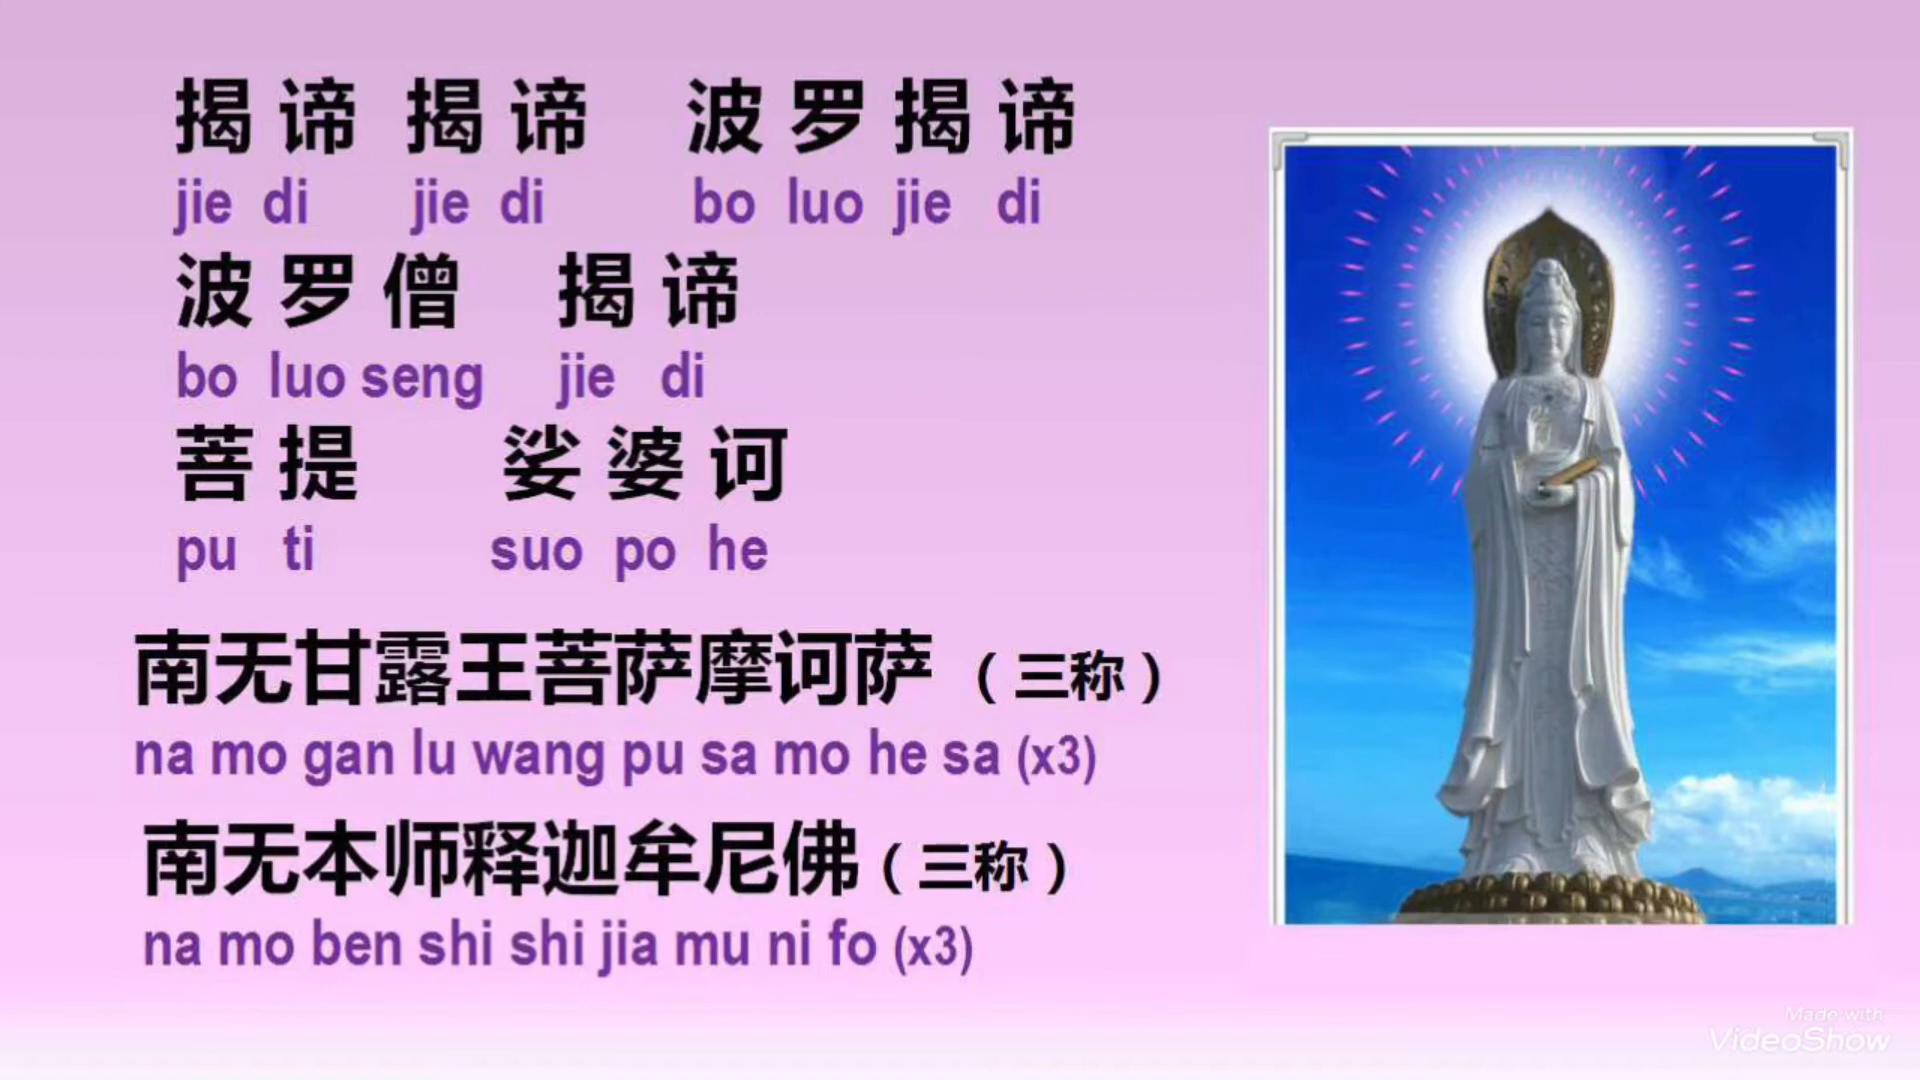 揭谛 揭谛 波罗揭谛
jie di jie di bo luo jie di
波罗僧 揭谛
bo luo seng jie di
菩提 娑婆诃
pu ti suo po he
南无甘露王菩萨摩诃萨（三称）
na mo gan lu wang pu sa mo he sa (x3)
南无本师释迦牟尼佛（三称）
na mo ben shi shi jia mu ni fo (x3)
Made with
VideoShow